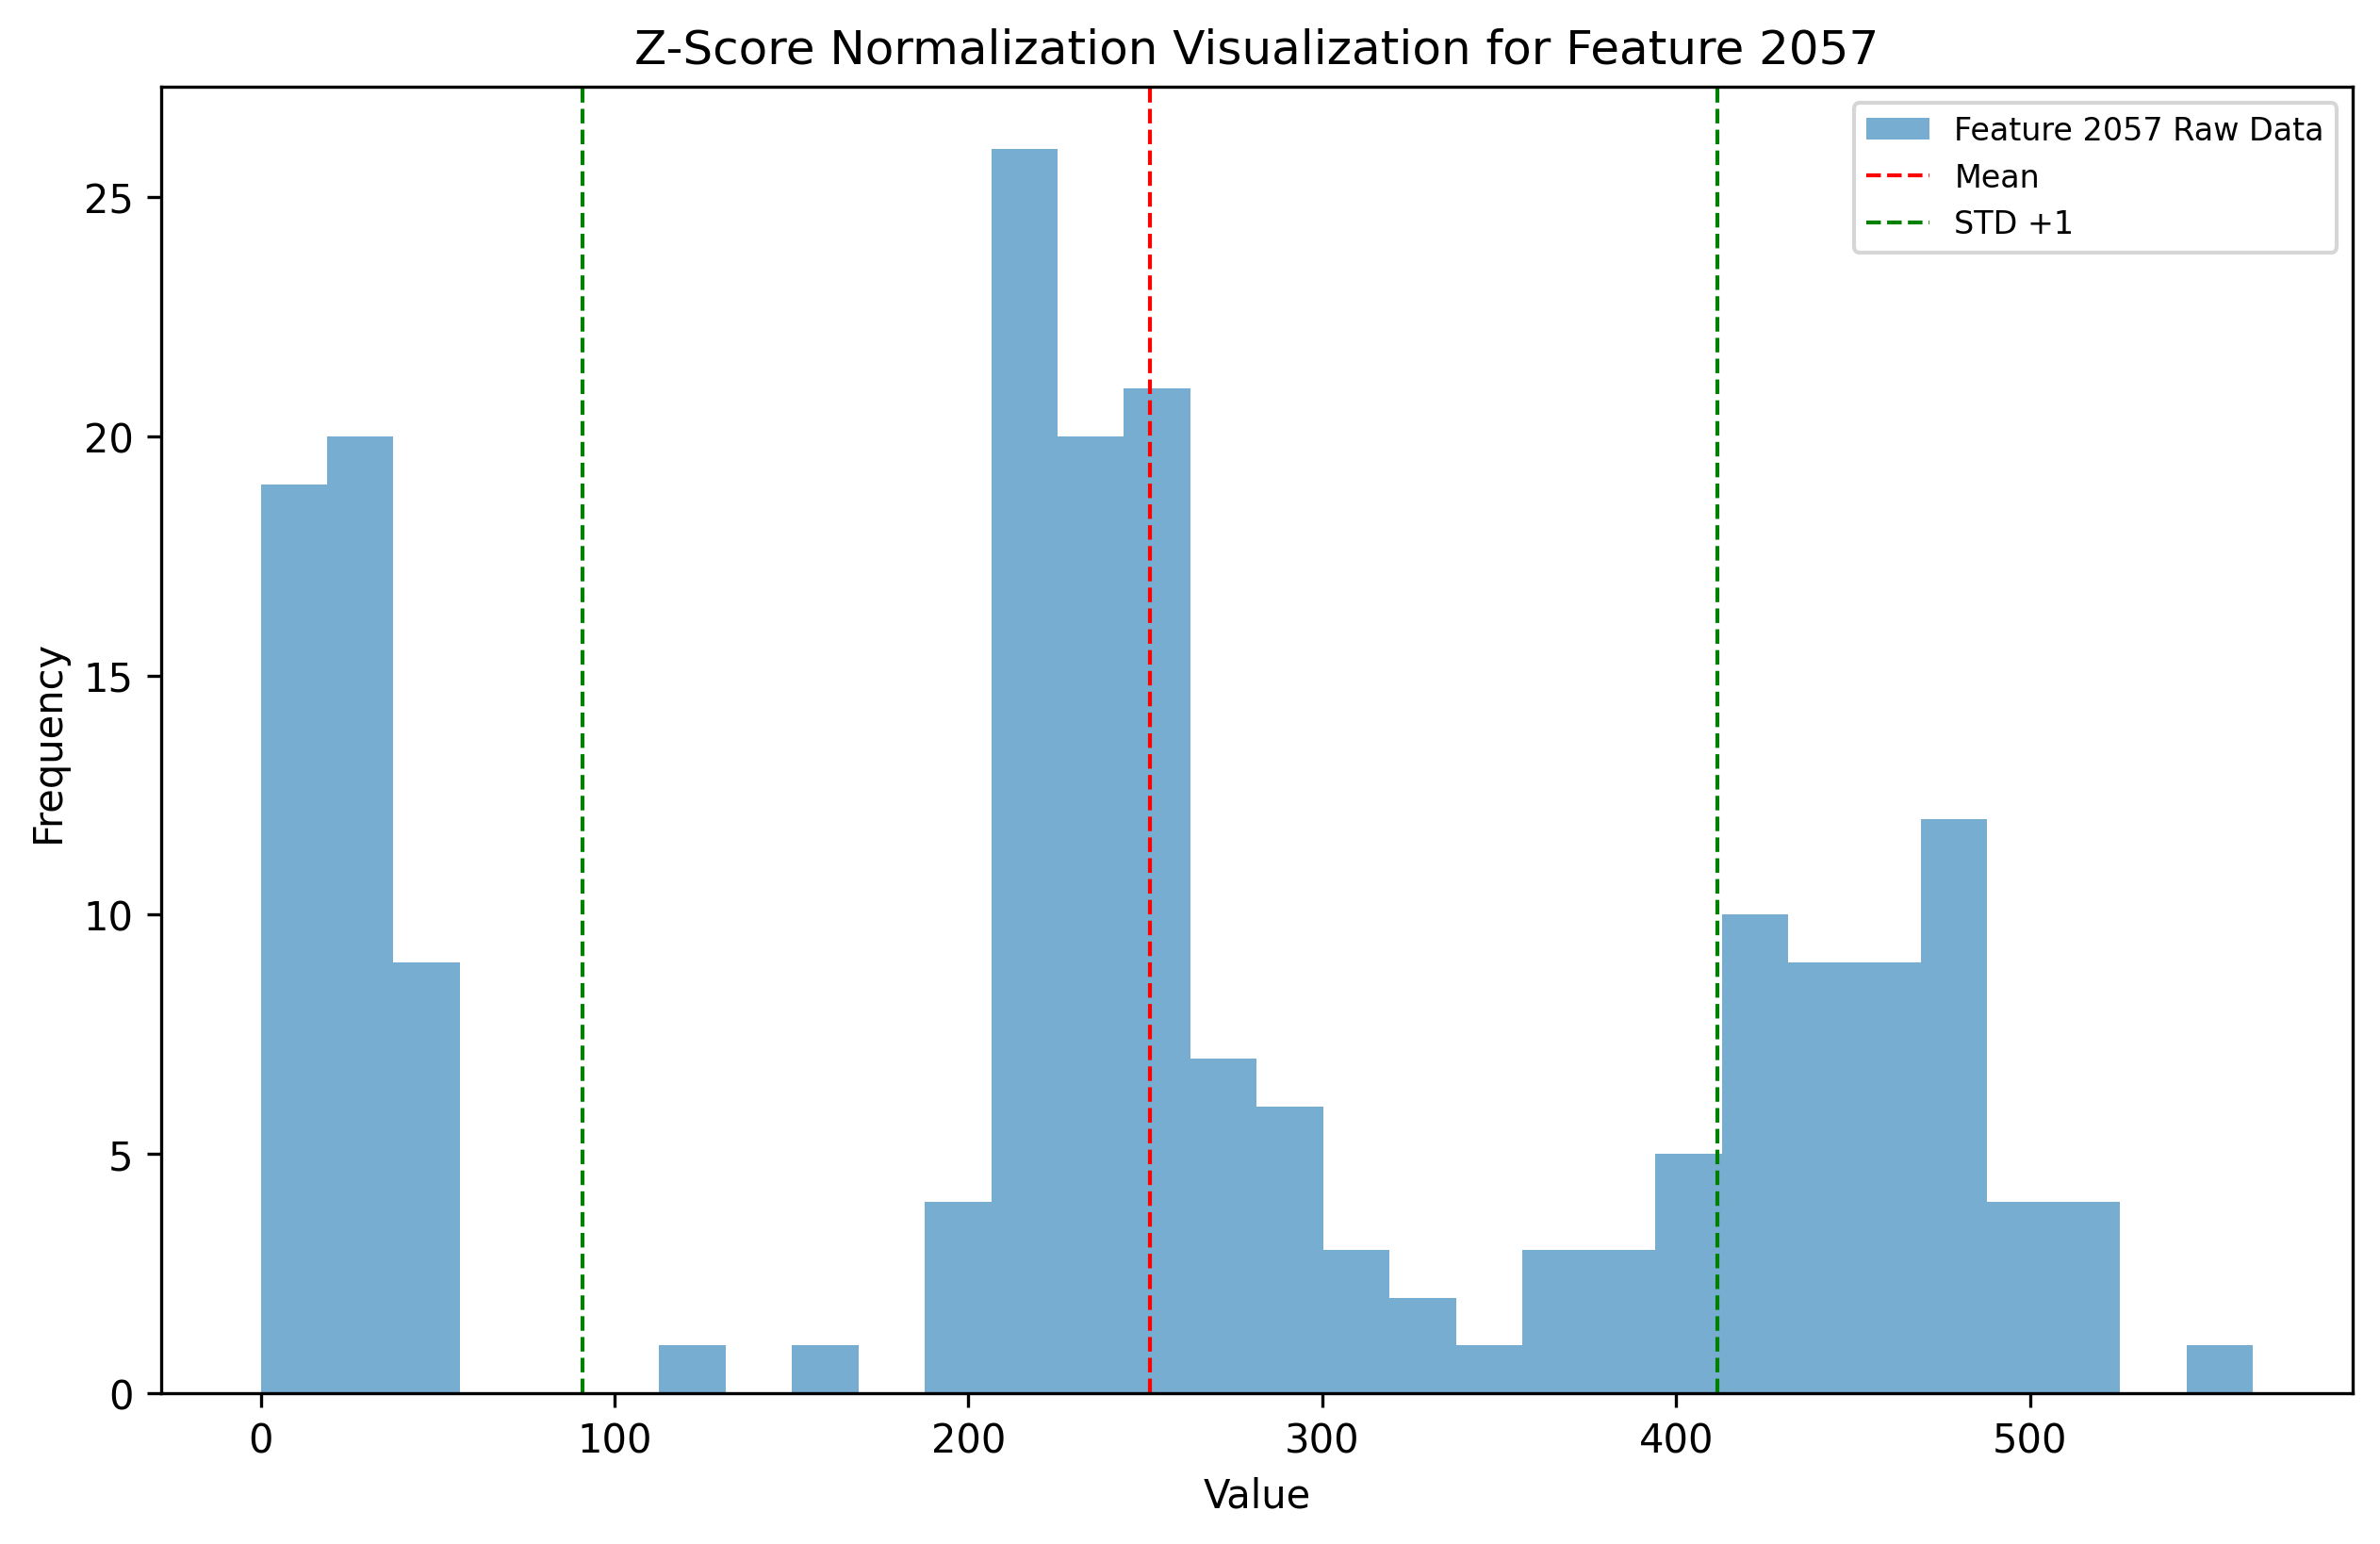 Z-Score Normalization Visualization for Feature 2057
Feature 2057 Raw Data
Mean
STD +1
Frequency
25
20
15
10
5
0
0 100 200 300 400 500
Value